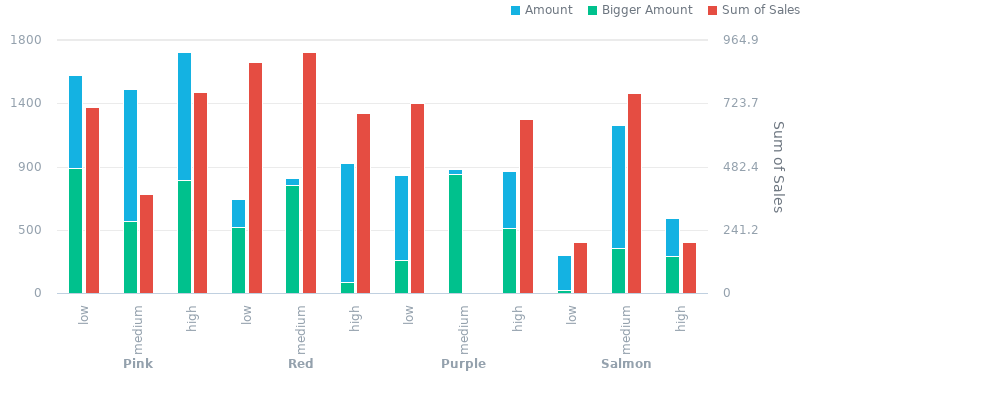 Amount Bigger Amount Sum of Sales
1800 964.9
1400 723.7
900 482.4
500 241.2
0 0
Sum of Sales
low medium high low medium high low medium high low medium high
Pink Red Purple Salmon